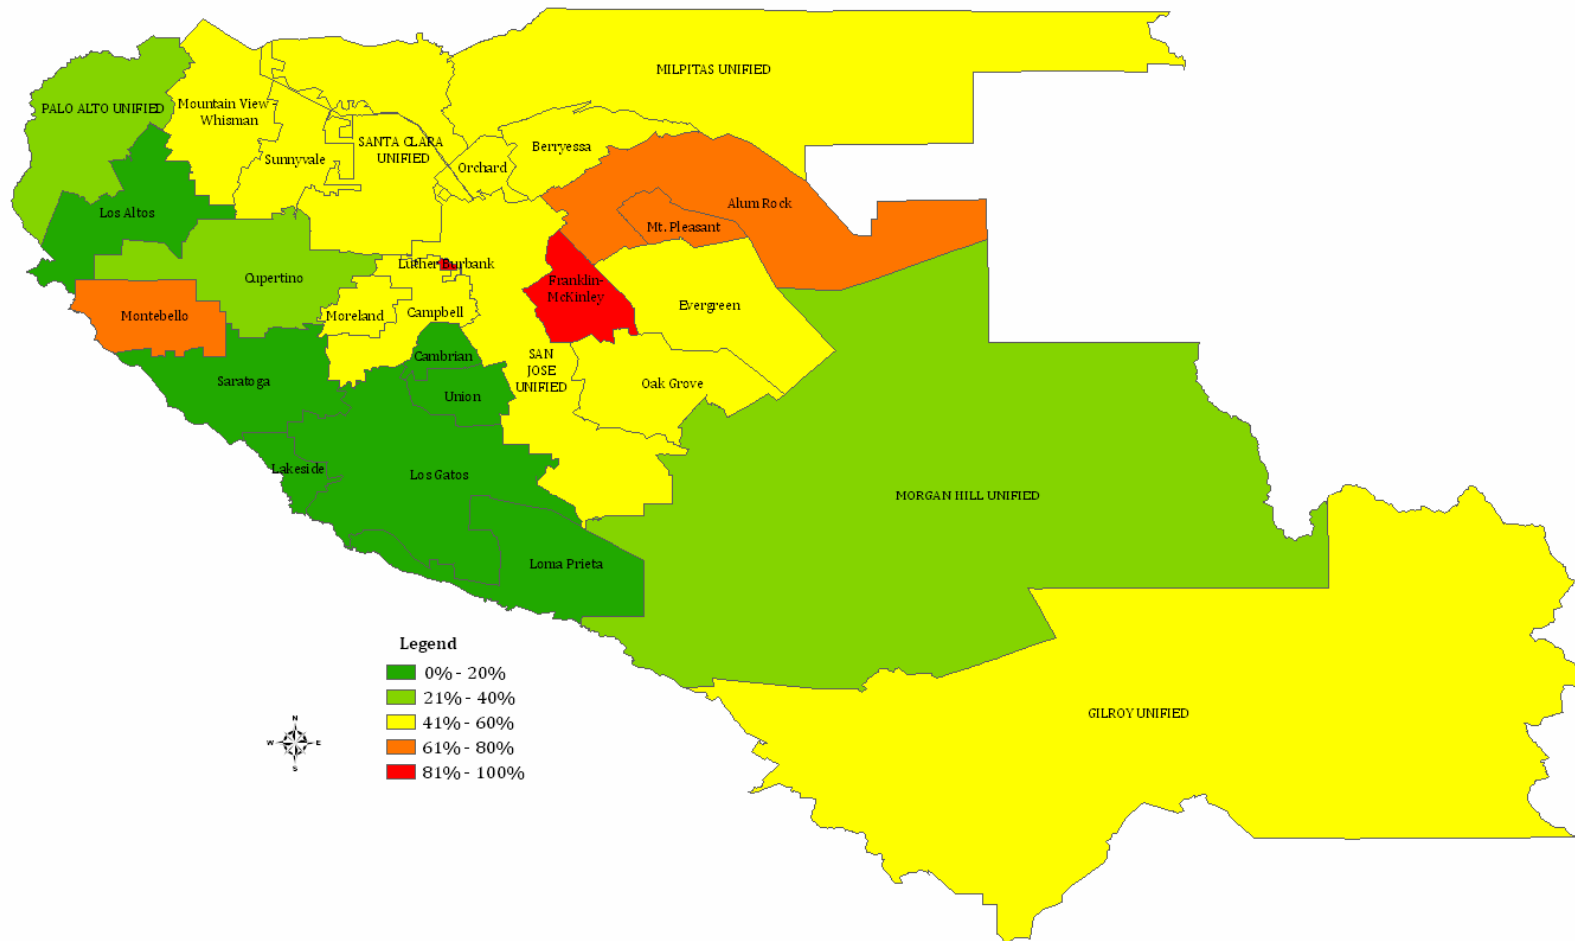 MILPITAS UNIFIED
PALO ALTO UNIFIED
Mountain View
Whisman
SANTA CLARA
UNIFIED
Berryessa
Sunnyvale
Orchard
Los Altos
Alum Rock
Mt. Pleasant
Cupertino
Luther Burbank
Franklin-
McKinley
Evergreen
Montebello
Moreland
Campbell
Cambrian
SAN
JOSE
UNIFIED
Saratoga
Union
Oak Grove
Lakeside
Los Gatos
MORGAN HILL UNIFIED
Loma Prieta
GILROY UNIFIED
Legend
0% - 20%
21% - 40%
41% - 60%
61% - 80%
81% - 100%
N
W
E
S